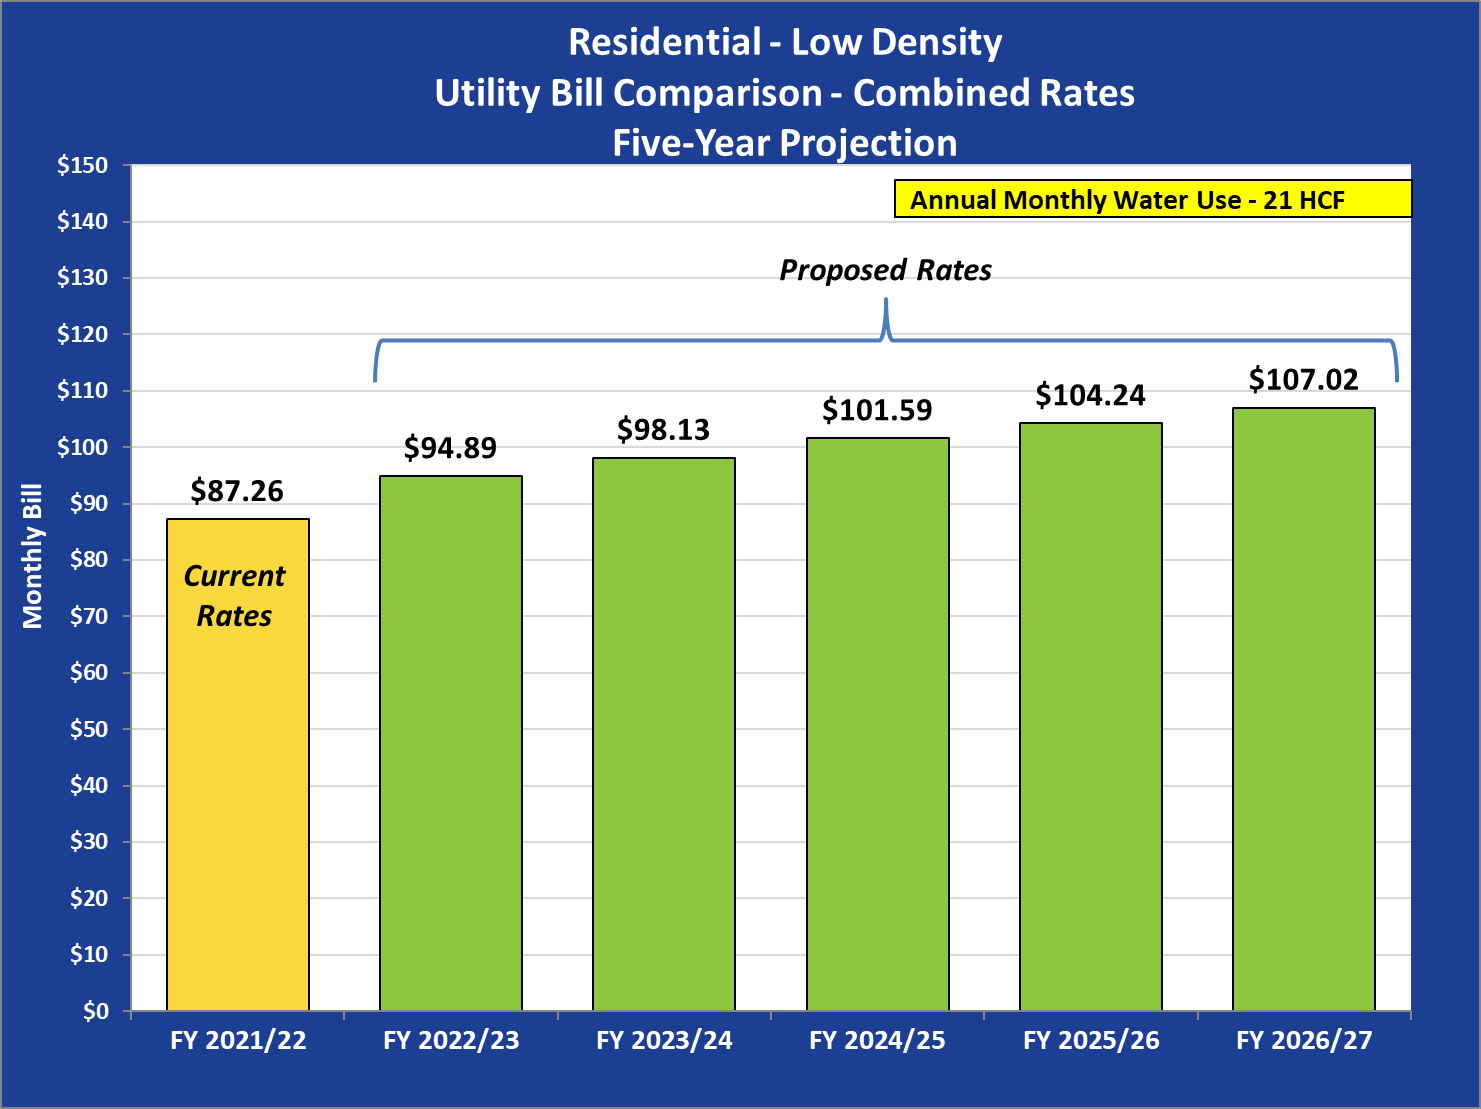 Residential - Low Density
Utility Bill Comparison - Combined Rates
Five-Year Projection
$150
$140
$130
$120
$110
$100
$90
$80
$70
$60
$50
$40
$30
$20
$10
$0
Monthly Bill
Annual Monthly Water Use - 21 HCF
Proposed Rates
$87.26
$94.89
$98.13
$101.59
$104.24
$107.02
Current
Rates
FY 2021/22
FY 2022/23
FY 2023/24
FY 2024/25
FY 2025/26
FY 2026/27